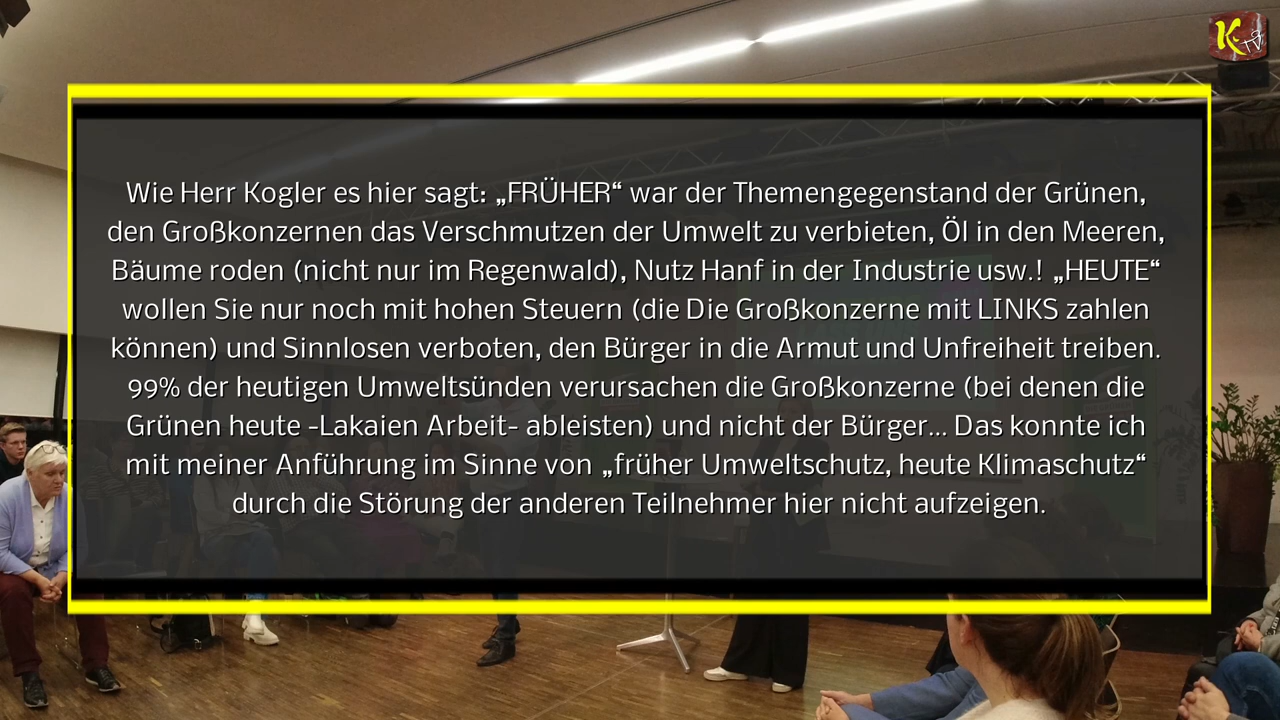 K
TV
Wie Herr Kogler es hier sagt: „FRÜHER“ war der Themengegenstand der Grünen,
den Großkonzernen das Verschmutzen der Umwelt zu verbieten, Öl in den Meeren,
Bäume roden (nicht nur im Regenwald), Nutz Hanf in der Industrie usw.! „HEUTE“
wollen Sie nur noch mit hohen Steuern (die Die Großkonzerne mit LINKS zahlen
können) und Sinnlosen verboten, den Bürger in die Armut und Unfreiheit treiben.
99% der heutigen Umweltsünden verursachen die Großkonzerne (bei denen die
Grünen heute -Lakaien Arbeit- ableisten) und nicht der Bürger... Das konnte ich
mit meiner Anführung im Sinne von „früher Umweltschutz, heute Klimaschutz“
durch die Störung der anderen Teilnehmer hier nicht aufzeigen.